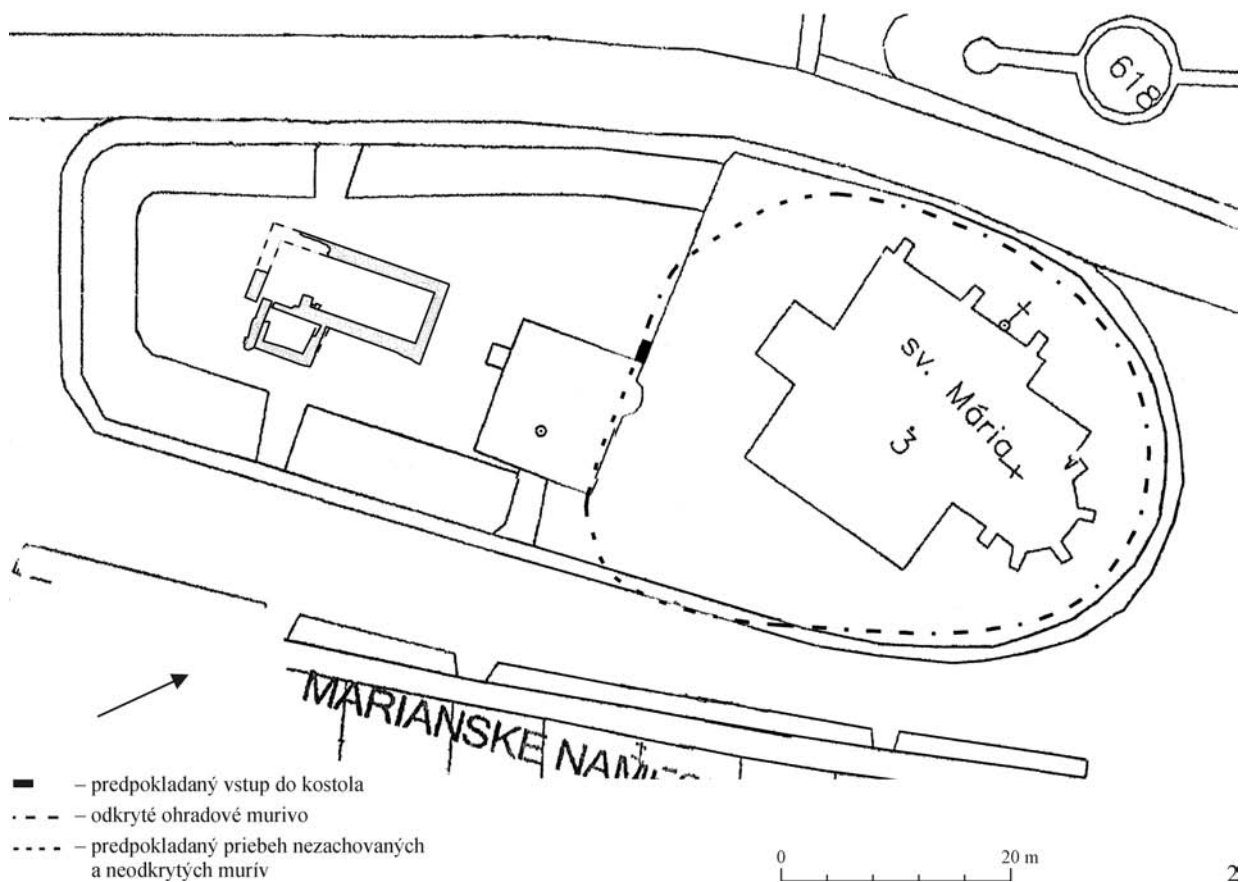 618
sv. Mária
3
MARIANSKE
– predpokladaný vstup do kostola
– odkryté ohradové murivo
– predpokladaný priebeh nezachovaných
a neodkrytých murív
0 20 m
2